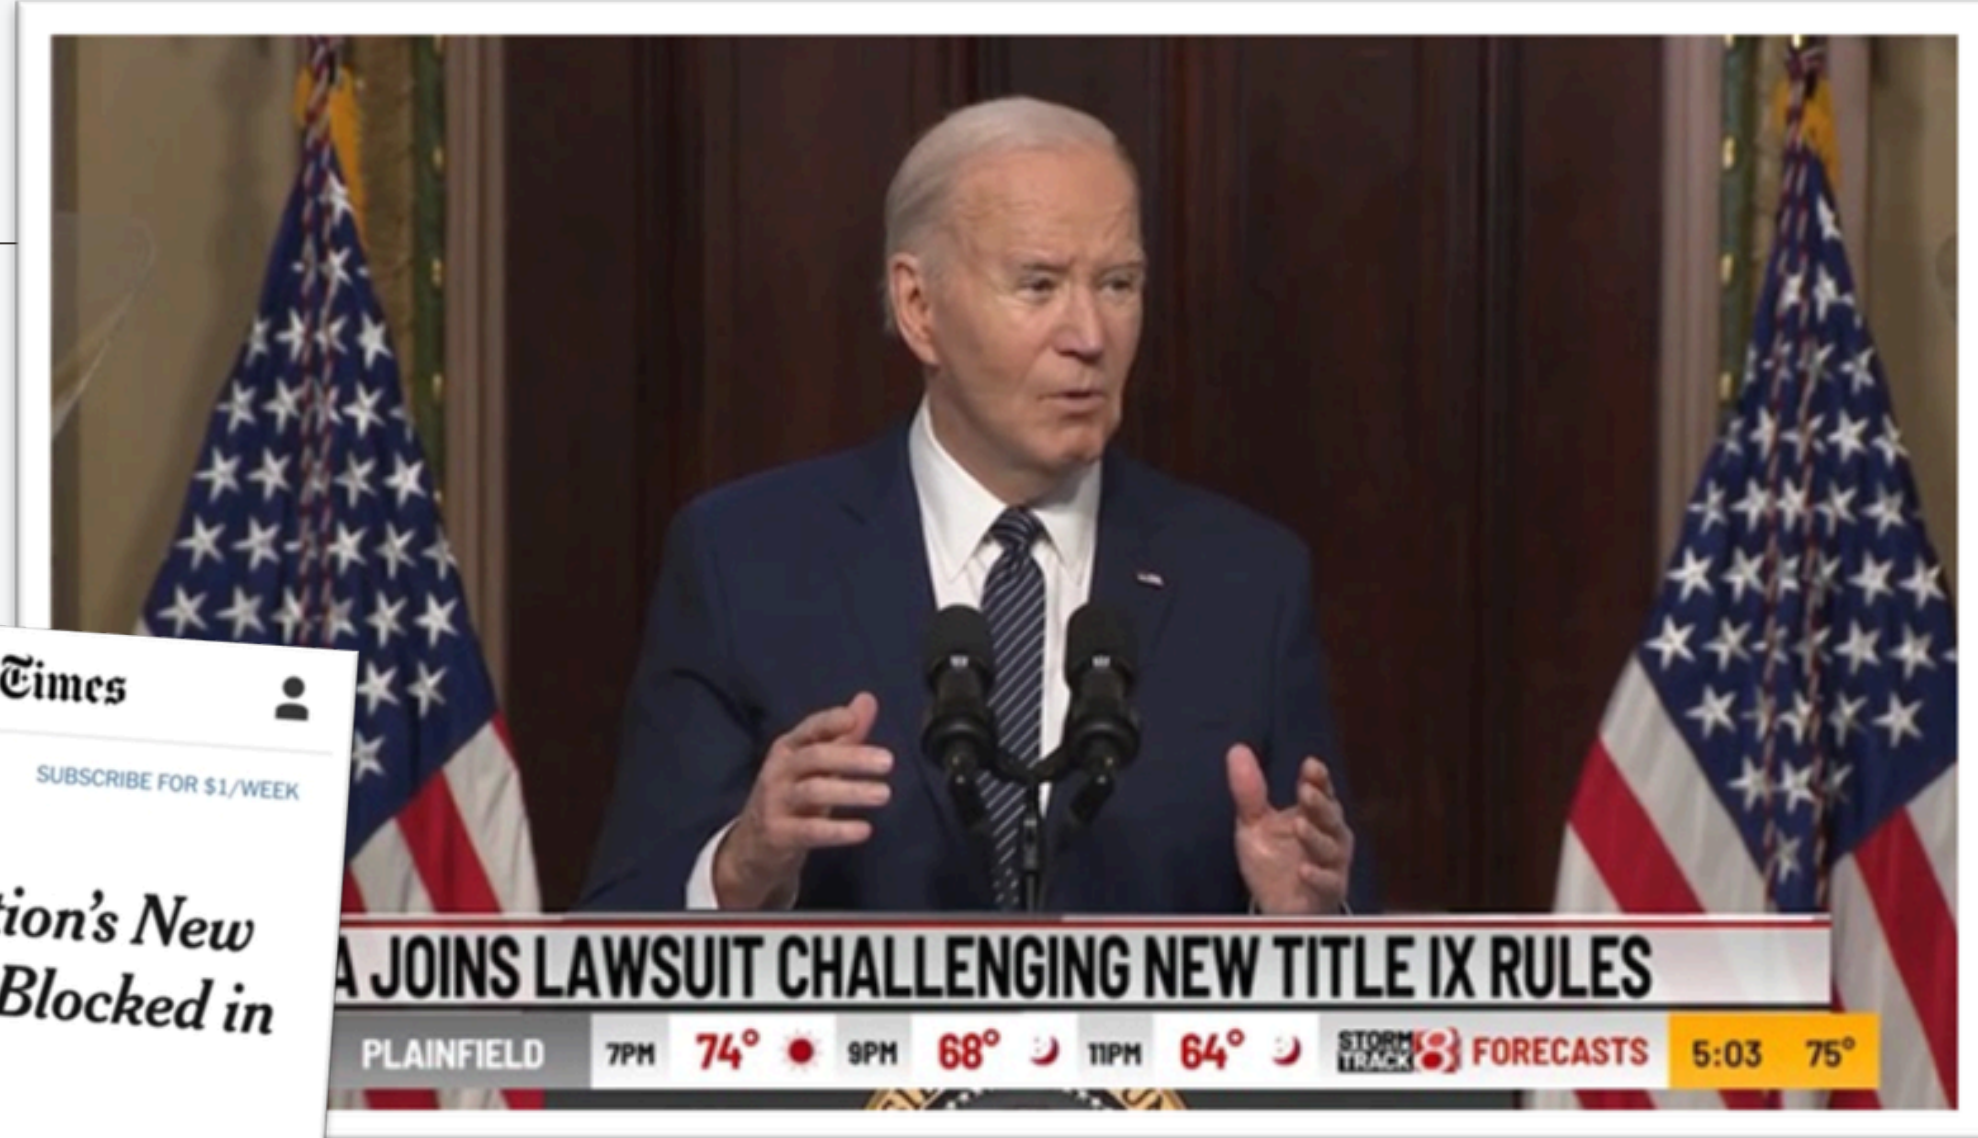 Times
SUBSCRIBE FOR $1/WEEK
tion's New
Blocked in
A JOINS LAWSUIT CHALLENGING NEW TITLE IX RULES
PLAINFIELD 7PM 74° 9PM 68° 11PM 64° STORM TRACK 8 FORECASTS 5:03 75°